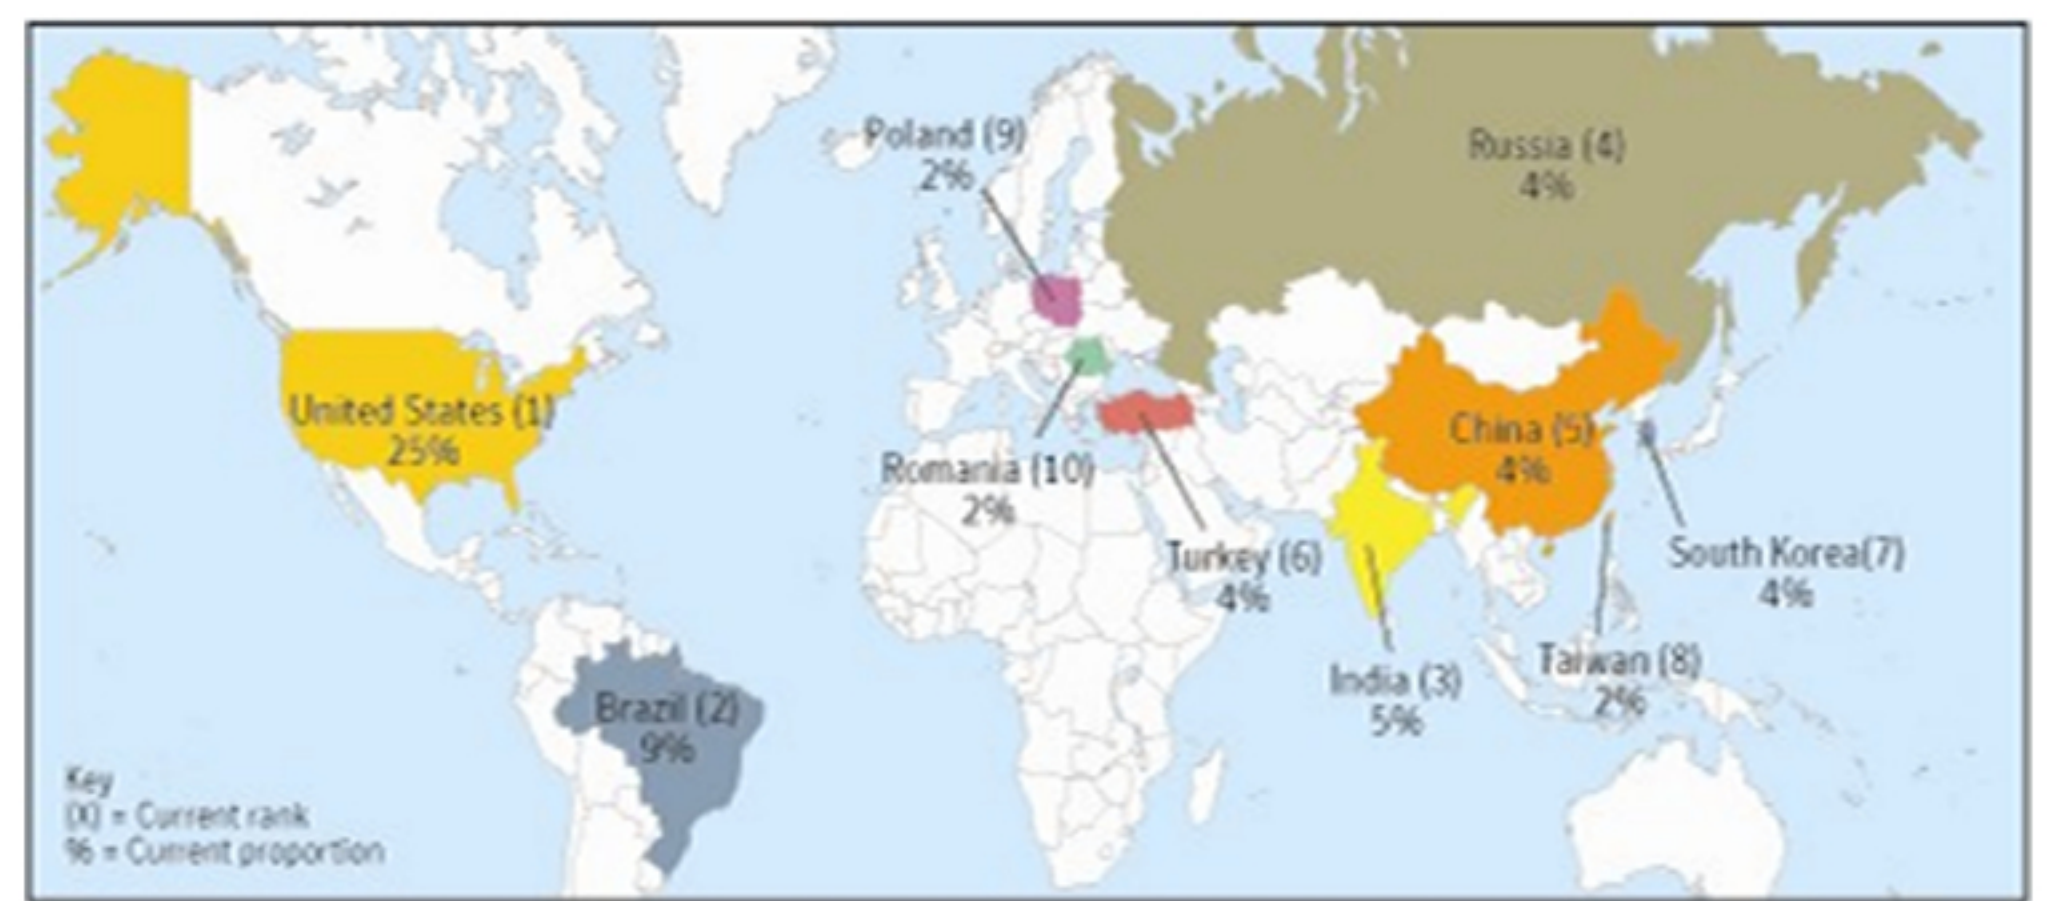 Poland (9)
2%
Russia (4)
4%
United States (1)
25%
China (5)
4%
Romania (10)
2%
Turkey (6)
4%
South Korea(7)
4%
India (3)
5%
Taiwan (8)
2%
Brazil (2)
9%
Key
(X) = Current rank
% = Current proportion